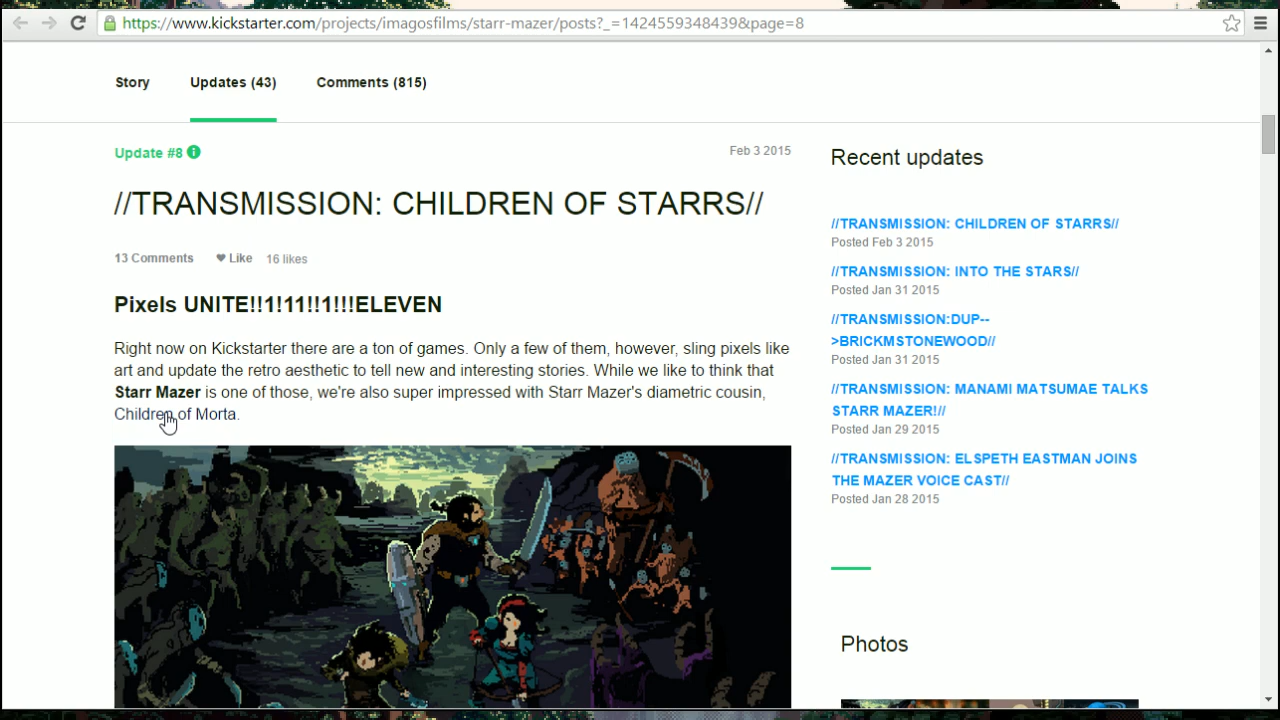 https://www.kickstarter.com/projects/imagosfilms/starr-mazer/posts?_=1424559348439&page=8
Story
Updates (43)
Comments (815)
Update #8
Feb 3 2015
//TRANSMISSION: CHILDREN OF STARRS//
13 Comments
Like
16 likes
Pixels UNITE!!1!11!!1!!!ELEVEN
Right now on Kickstarter there are a ton of games. Only a few of them, however, sling pixels like
art and update the retro aesthetic to tell new and interesting stories. While we like to think that
Starr Mazer is one of those, we're also super impressed with Starr Mazer's diametric cousin,
Children of Morta.
Recent updates
//TRANSMISSION: CHILDREN OF STARRS//
Posted Feb 3 2015
//TRANSMISSION: INTO THE STARS//
Posted Jan 31 2015
//TRANSMISSION:DUP--
>BRICKMSTONEWOOD//
Posted Jan 31 2015
//TRANSMISSION: MANAMI MATSUMAE TALKS
STARR MAZER!//
Posted Jan 29 2015
//TRANSMISSION: ELSPETH EASTMAN JOINS
THE MAZER VOICE CAST//
Posted Jan 28 2015
Photos